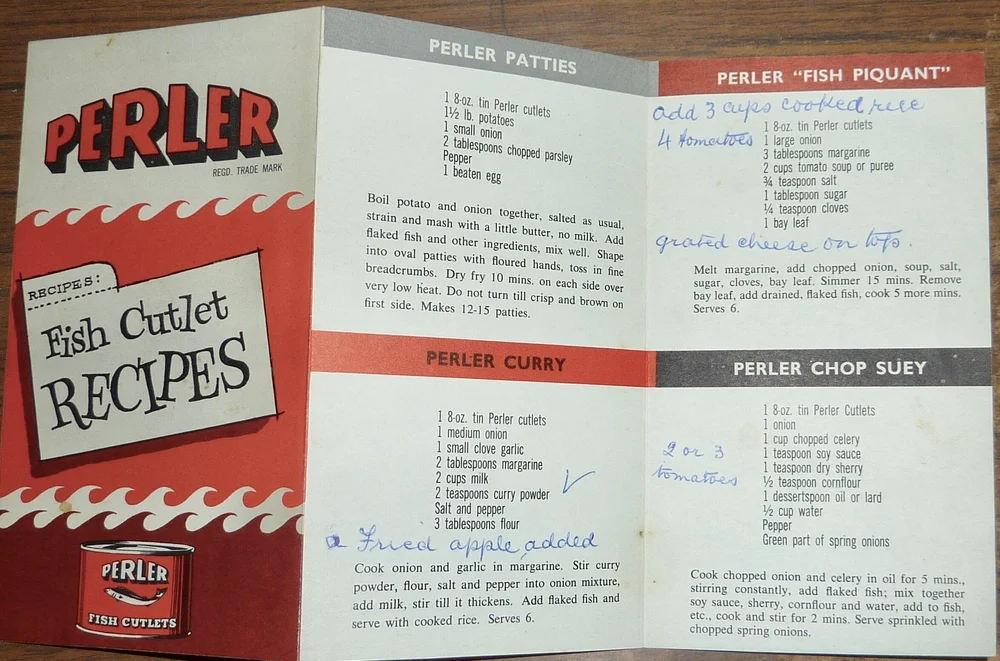 PERLER
REGD. TRADE MARK
RECIPES:
Fish Cutlet
RECIPES
PERLER
FISH CUTLETS
PERLER PATTIES
1 8-oz. tin Perler cutlets
1½ lb. potatoes
1 small onion
2 tablespoons chopped parsley
Pepper
1 beaten egg
Boil potato and onion together, salted as usual,
strain and mash with a little butter, no milk. Add
flaked fish and other ingredients, mix well. Shape
into oval patties with floured hands, toss in fine
breadcrumbs. Dry fry 10 mins. on each side over
very low heat. Do not turn till crisp and brown on
first side. Makes 12-15 patties.
PERLER CURRY
1 8-oz. tin Perler cutlets
1 medium onion
1 small clove garlic
2 tablespoons margarine
2 cups milk
2 teaspoons curry powder
Salt and pepper
3 tablespoons flour
a Fried apple added
Cook onion and garlic in margarine. Stir curry
powder, flour, salt and pepper into onion mixture,
add milk, stir till it thickens. Add flaked fish and
serve with cooked rice. Serves 6.
PERLER “FISH PIQUANT”
add 3 cups cooked rice
4 tomatoes
1 8-oz. tin Perler cutlets
1 large onion
3 tablespoons margarine
2 cups tomato soup or puree
¾ teaspoon salt
1 tablespoon sugar
¼ teaspoon cloves
1 bay leaf
grated cheese on top.
Melt margarine, add chopped onion, soup, salt,
sugar, cloves, bay leaf. Simmer 15 mins. Remove
bay leaf, add drained, flaked fish, cook 5 more mins.
Serves 6.
PERLER CHOP SUEY
1 8-oz. tin Perler Cutlets
1 onion
1 cup chopped celery
1 teaspoon soy sauce
1 teaspoon dry sherry
½ teaspoon cornflour
1 dessertspoon oil or lard
½ cup water
Pepper
Green part of spring onions
2 or 3
tomatoes
Cook chopped onion and celery in oil for 5 mins.,
stirring constantly, add flaked fish; mix together
soy sauce, sherry, cornflour and water, add to fish,
etc., cook and stir for 2 mins. Serve sprinkled with
chopped spring onions.